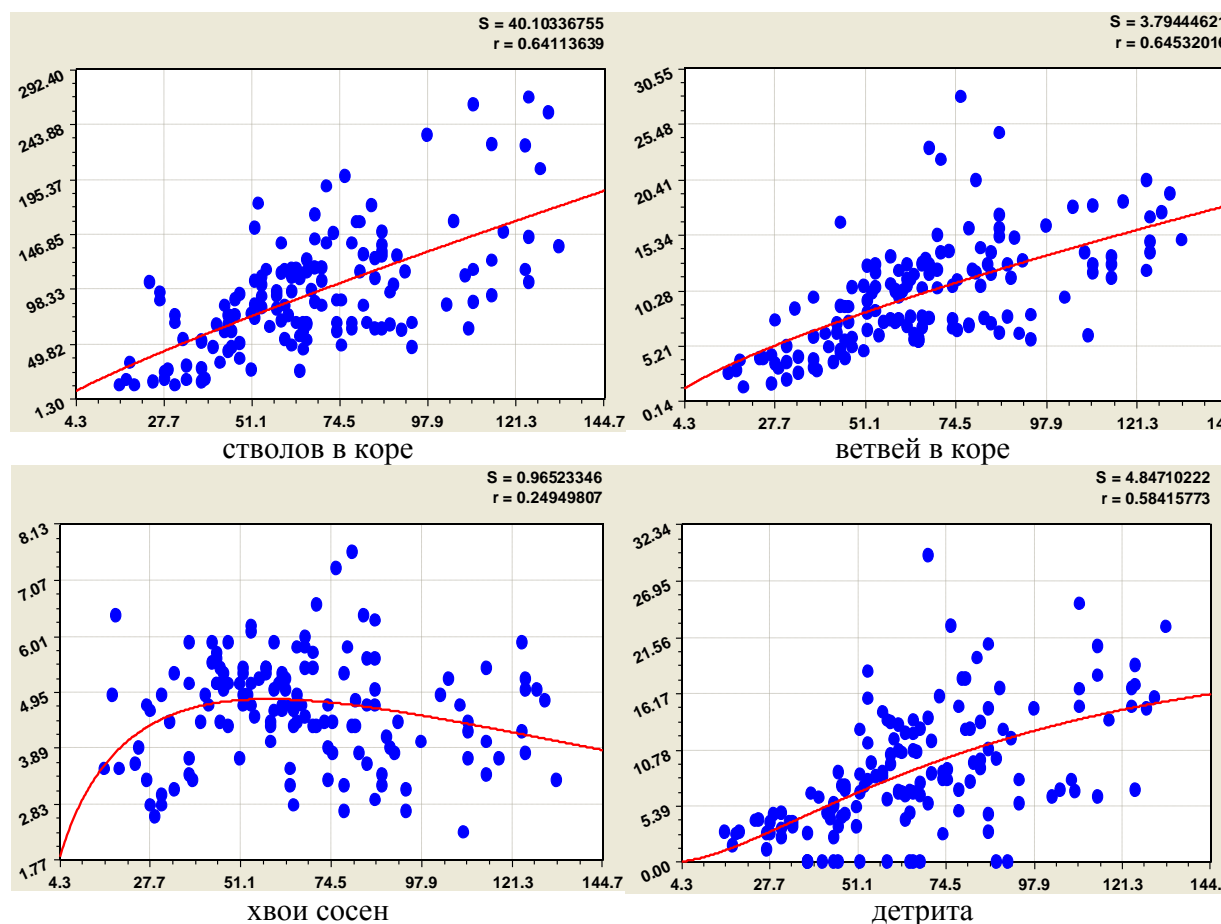 S = 40.10336755
r = 0.64113639
292.40
243.88
195.37
146.85
98.33
49.82
1.30
4.3 27.7 51.1 74.5 97.9 121.3 144.7
стволов в коре
S = 3.79444621
r = 0.64532016
30.55
25.48
20.41
15.34
10.28
5.21
0.14
4.3 27.7 51.1 74.5 97.9 121.3 144
ветвей в коре
S = 0.96523346
r = 0.24949807
8.13
7.07
6.01
4.95
3.89
2.83
1.77
4.3 27.7 51.1 74.5 97.9 121.3 144.7
хвои сосен
S = 4.84710222
r = 0.58415773
32.34
26.95
21.56
16.17
10.78
5.39
0.00
4.3 27.7 51.1 74.5 97.9 121.3 144.
детрита